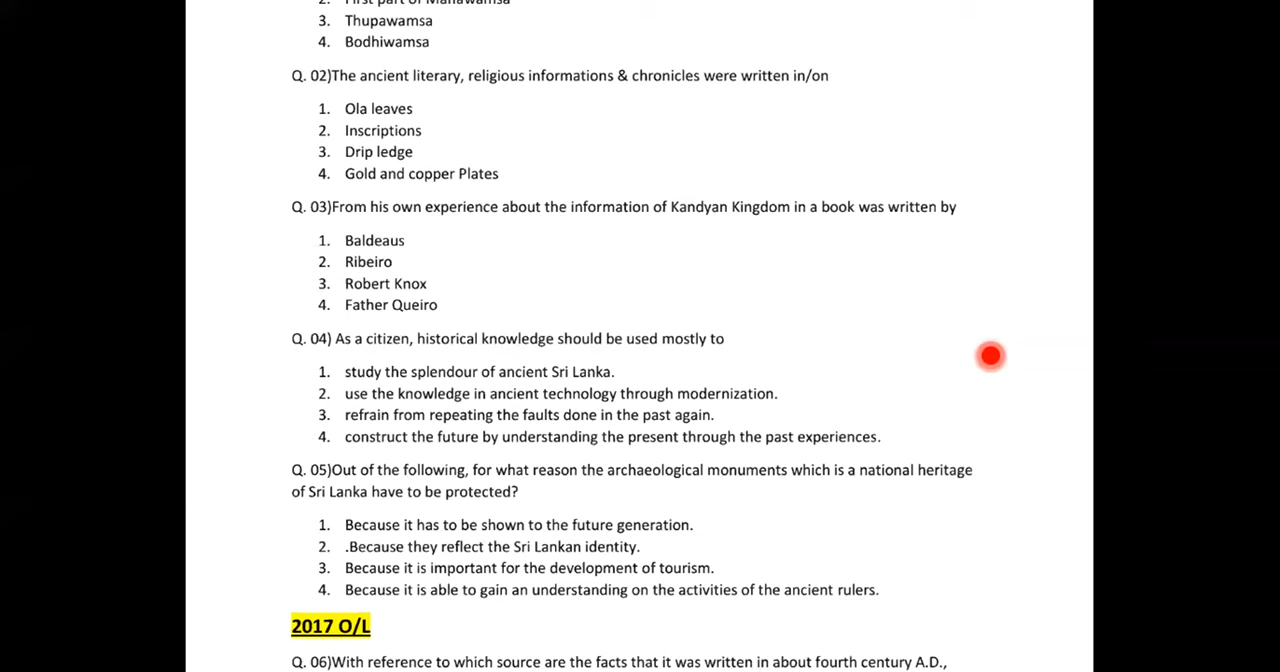 2. First part of Mahawamsa
3. Thupawamsa
4. Bodhiwamsa
Q. 02)The ancient literary, religious informations & chronicles were written in/on
1. Ola leaves
2. Inscriptions
3. Drip ledge
4. Gold and copper Plates
Q. 03)From his own experience about the information of Kandyan Kingdom in a book was written by
1. Baldeaus
2. Ribeiro
3. Robert Knox
4. Father Queiro
Q. 04) As a citizen, historical knowledge should be used mostly to
1. study the splendour of ancient Sri Lanka.
2. use the knowledge in ancient technology through modernization.
3. refrain from repeating the faults done in the past again.
4. construct the future by understanding the present through the past experiences.
Q. 05)Out of the following, for what reason the archaeological monuments which is a national heritage
of Sri Lanka have to be protected?
1. Because it has to be shown to the future generation.
2. .Because they reflect the Sri Lankan identity.
3. Because it is important for the development of tourism.
4. Because it is able to gain an understanding on the activities of the ancient rulers.
2017 O/L
Q. 06)With reference to which source are the facts that it was written in about fourth century A.D.,